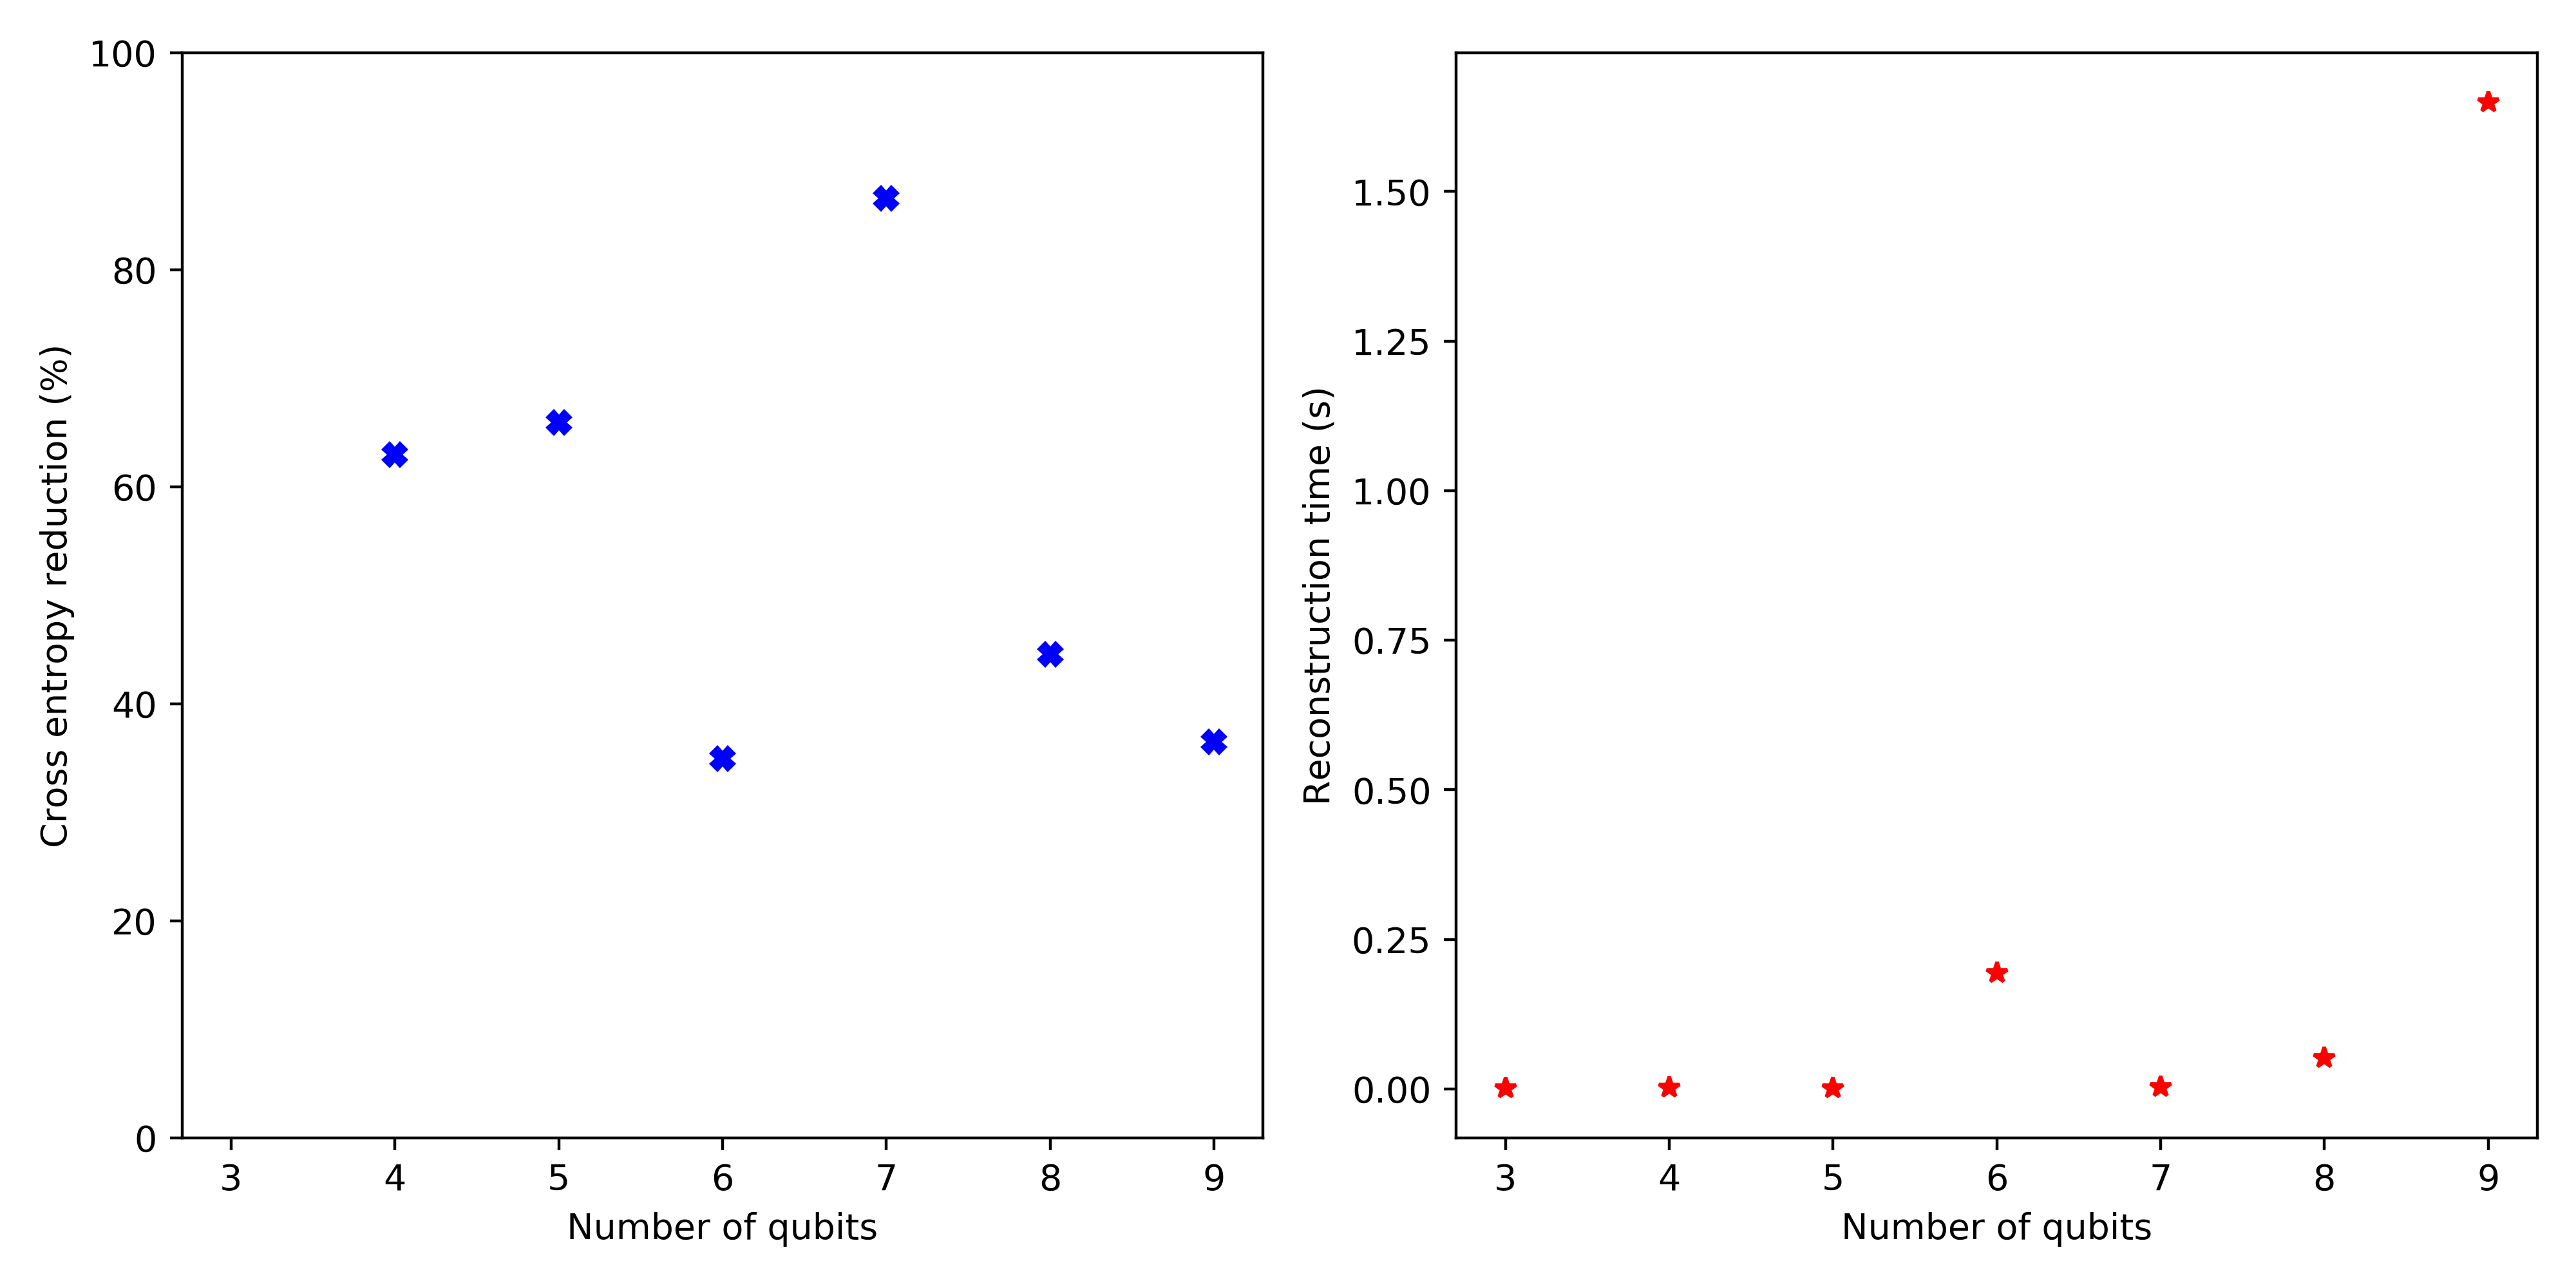 100
80
60
40
20
0
3 4 5 6 7 8 9
Number of qubits
Cross entropy reduction (%)
1.50
1.25
1.00
0.75
0.50
0.25
0.00
3 4 5 6 7 8 9
Number of qubits
Reconstruction time (s)